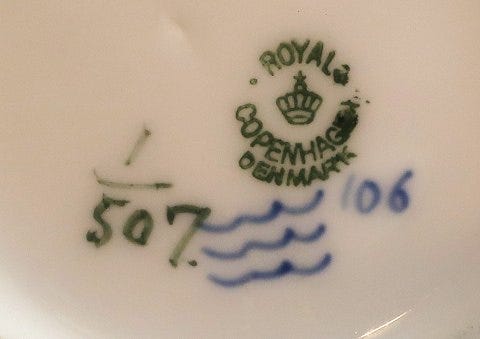 ROYAL
COPENHAGEN
DENMARK
1
507.
106